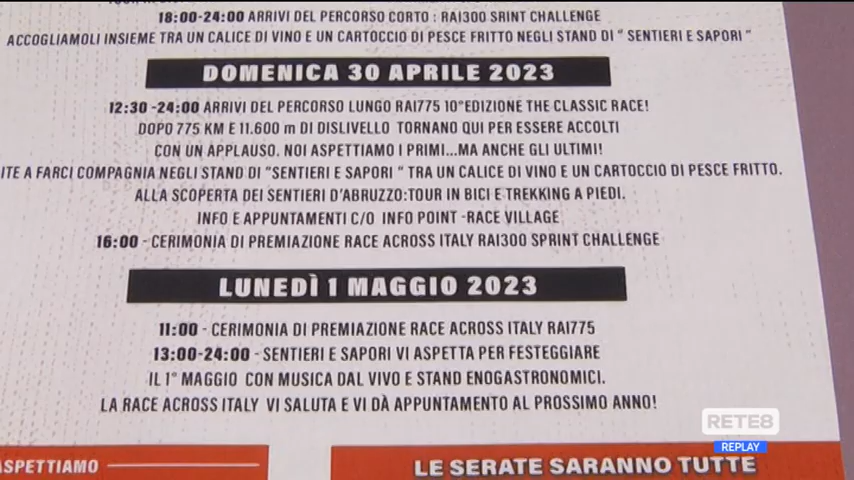 18:00-24:00 ARRIVI DEL PERCORSO CORTO : RAI300 SRINT CHALLENGE
ACCOGLIAMOLI INSIEME TRA UN CALICE DI VINO E UN CARTOCCIO DI PESCE FRITTO NEGLI STAND DI " SENTIERI E SAPORI "
DOMENICA 30 APRILE 2023
12:30 -24:00 ARRIVI DEL PERCORSO LUNGO RAI775 10°EDIZIONE THE CLASSIC RACE!
DOPO 775 KM E 11.600 m DI DISLIVELLO TORNANO QUI PER ESSERE ACCOLTI
CON UN APPLAUSO. NOI ASPETTIAMO I PRIMI...MA ANCHE GLI ULTIMI!
ITE A FARCI COMPAGNIA NEGLI STAND DI "SENTIERI E SAPORI " TRA UN CALICE DI VINO E UN CARTOCCIO DI PESCE FRITTO.
ALLA SCOPERTA DEI SENTIERI D'ABRUZZO:TOUR IN BICI E TREKKING A PIEDI.
INFO E APPUNTAMENTI C/O INFO POINT -RACE VILLAGE
16:00 - CERIMONIA DI PREMIAZIONE RACE ACROSS ITALY RAI300 SPRINT CHALLENGE
LUNEDÌ 1 MAGGIO 2023
11:00 - CERIMONIA DI PREMIAZIONE RACE ACROSS ITALY RAI775
13:00-24:00 - SENTIERI E SAPORI VI ASPETTA PER FESTEGGIARE
IL 1° MAGGIO CON MUSICA DAL VIVO E STAND ENOGASTRONOMICI.
LA RACE ACROSS ITALY VI SALUTA E VI DÀ APPUNTAMENTO AL PROSSIMO ANNO!
RETE8
REPLAY
ASPETTIAMO
LE SERATE SARANNO TUTTE